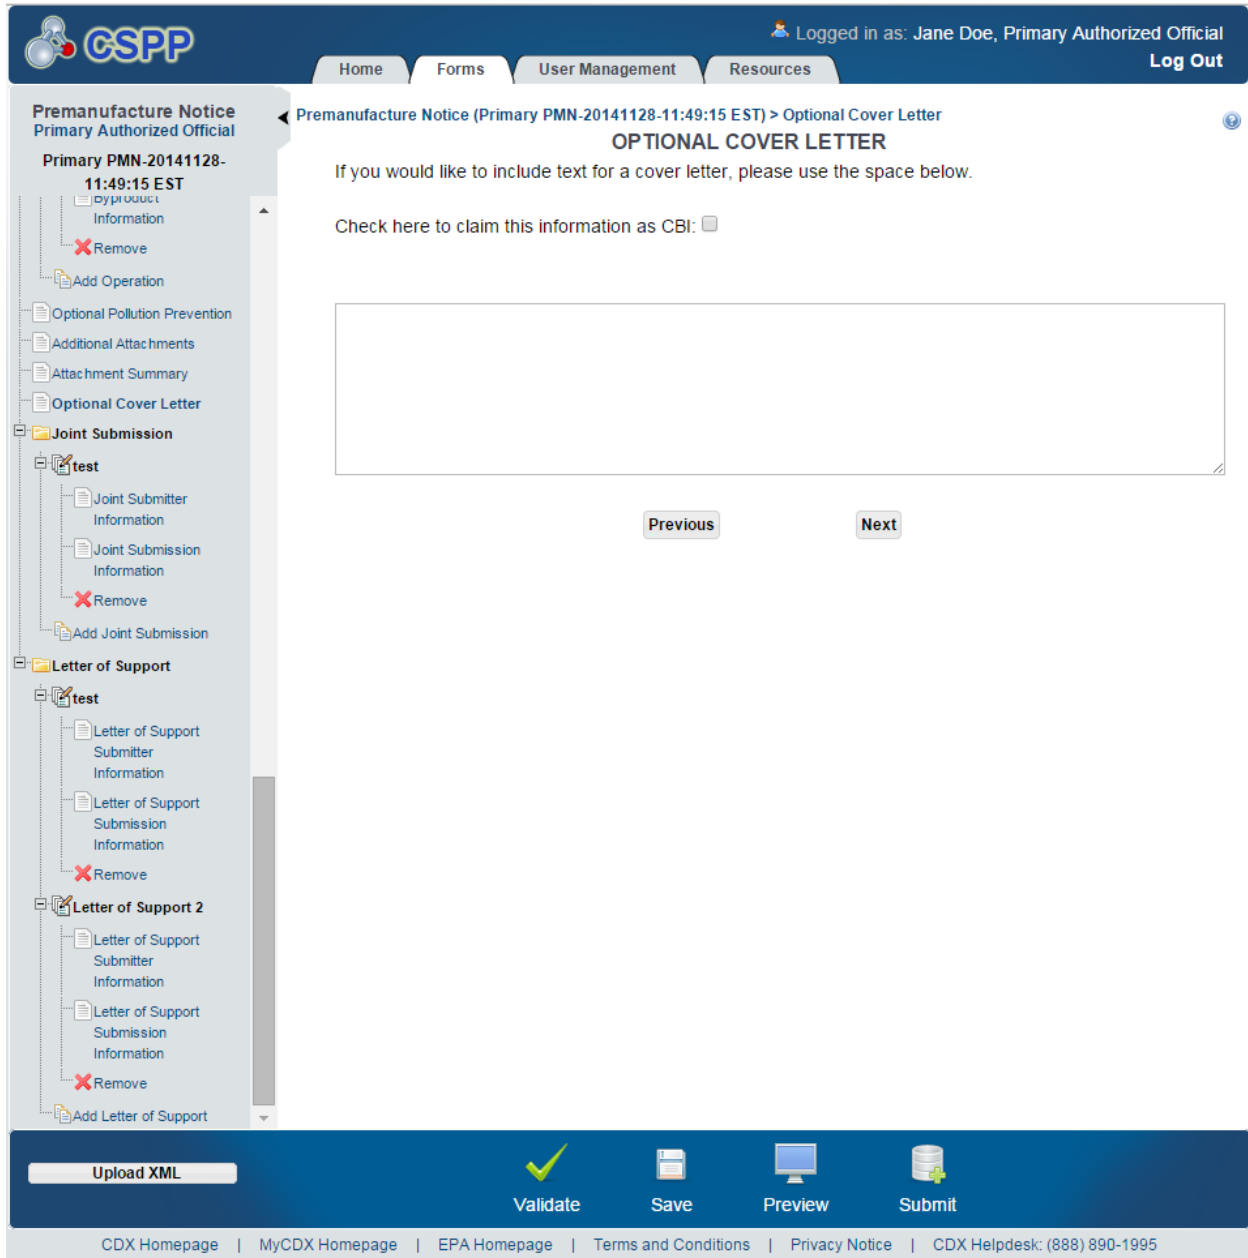 CSPP
Logged in as: Jane Doe, Primary Authorized Official
Log Out
Home
Forms
User Management
Resources
Premanufacture Notice
Primary Authorized Official
Primary PMN-20141128-
11:49:15 EST
Byproduct
Information
Remove
Add Operation
Optional Pollution Prevention
Additional Attachments
Attachment Summary
Optional Cover Letter
Joint Submission
test
Joint Submitter
Information
Joint Submission
Information
Remove
Add Joint Submission
Letter of Support
test
Letter of Support
Submitter
Information
Letter of Support
Submission
Information
Remove
Letter of Support 2
Letter of Support
Submitter
Information
Letter of Support
Submission
Information
Remove
Add Letter of Support
Premanufacture Notice (Primary PMN-20141128-11:49:15 EST) > Optional Cover Letter
OPTIONAL COVER LETTER
If you would like to include text for a cover letter, please use the space below.
Check here to claim this information as CBI:
Previous
Next
Upload XML
Validate
Save
Preview
Submit
CDX Homepage | MyCDX Homepage | EPA Homepage | Terms and Conditions | Privacy Notice | CDX Helpdesk: (888) 890-1995